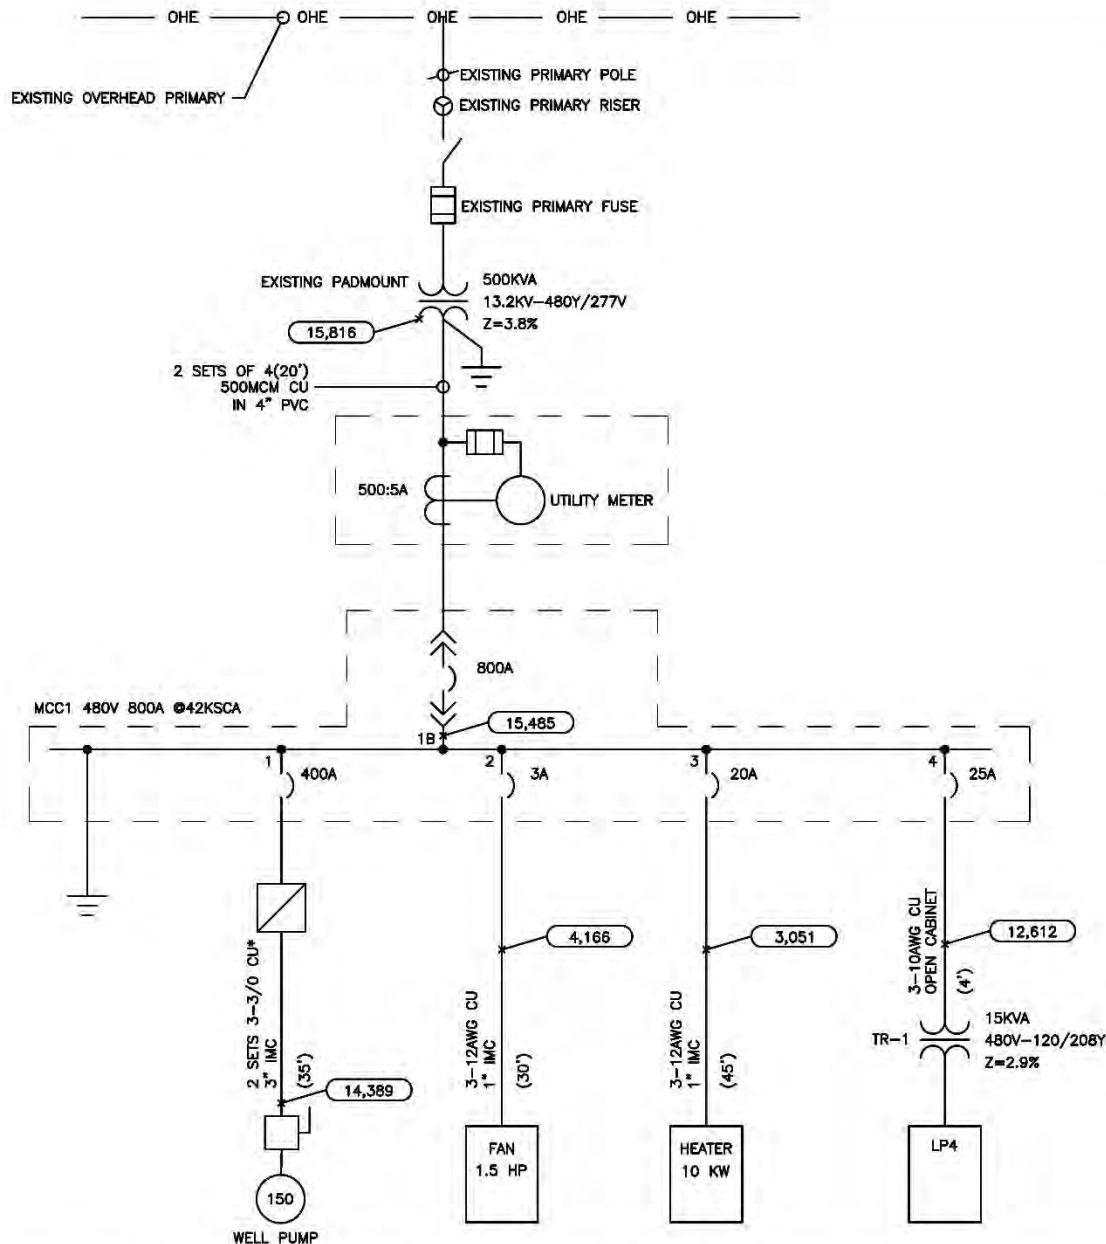 OHE OHE OHE OHE OHE
EXISTING PRIMARY POLE
EXISTING OVERHEAD PRIMARY
EXISTING PRIMARY RISER
EXISTING PRIMARY FUSE
EXISTING PADMOUNT
500KVA
13.2KV-480Y/277V
Z=3.8%
15,816
2 SETS OF 4(20')
500MCM CU
IN 4" PVC
500:5A
UTILITY METER
800A
MCC1 480V 800A @42KSCA
15,485
1B
1
400A
2
3A
3
20A
4
25A
2 SETS 3-3/0 CU*
3" IMC
(35')
14,389
150
WELL PUMP
4,166
3-12AWG CU
1" IMC
(30')
FAN
1.5 HP
3,051
3-12AWG CU
1" IMC
(45')
HEATER
10 KW
3-10AWG CU
OPEN CABINET
(4')
12,612
TR-1
15KVA
480V-120/208Y
Z=2.9%
LP4